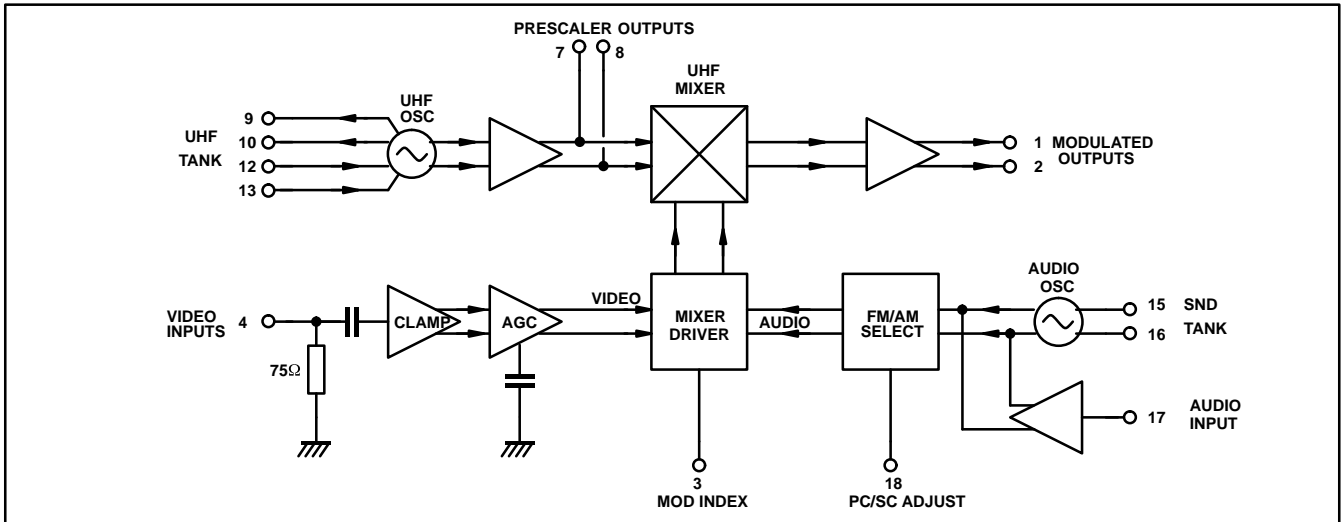 PRESCALER OUTPUTS
7 8
UHF
MIXER
UHF
OSC
9
UHF 10
TANK 12
13
1 MODULATED
OUTPUTS
2
AUDIO
OSC
VIDEO
INPUTS 4
CLAMP
AGC
VIDEO
MIXER
DRIVER
AUDIO
FM/AM
SELECT
15 SND
16 TANK
75Ω
17 AUDIO
INPUT
3
MOD INDEX
18
PC/SC ADJUST